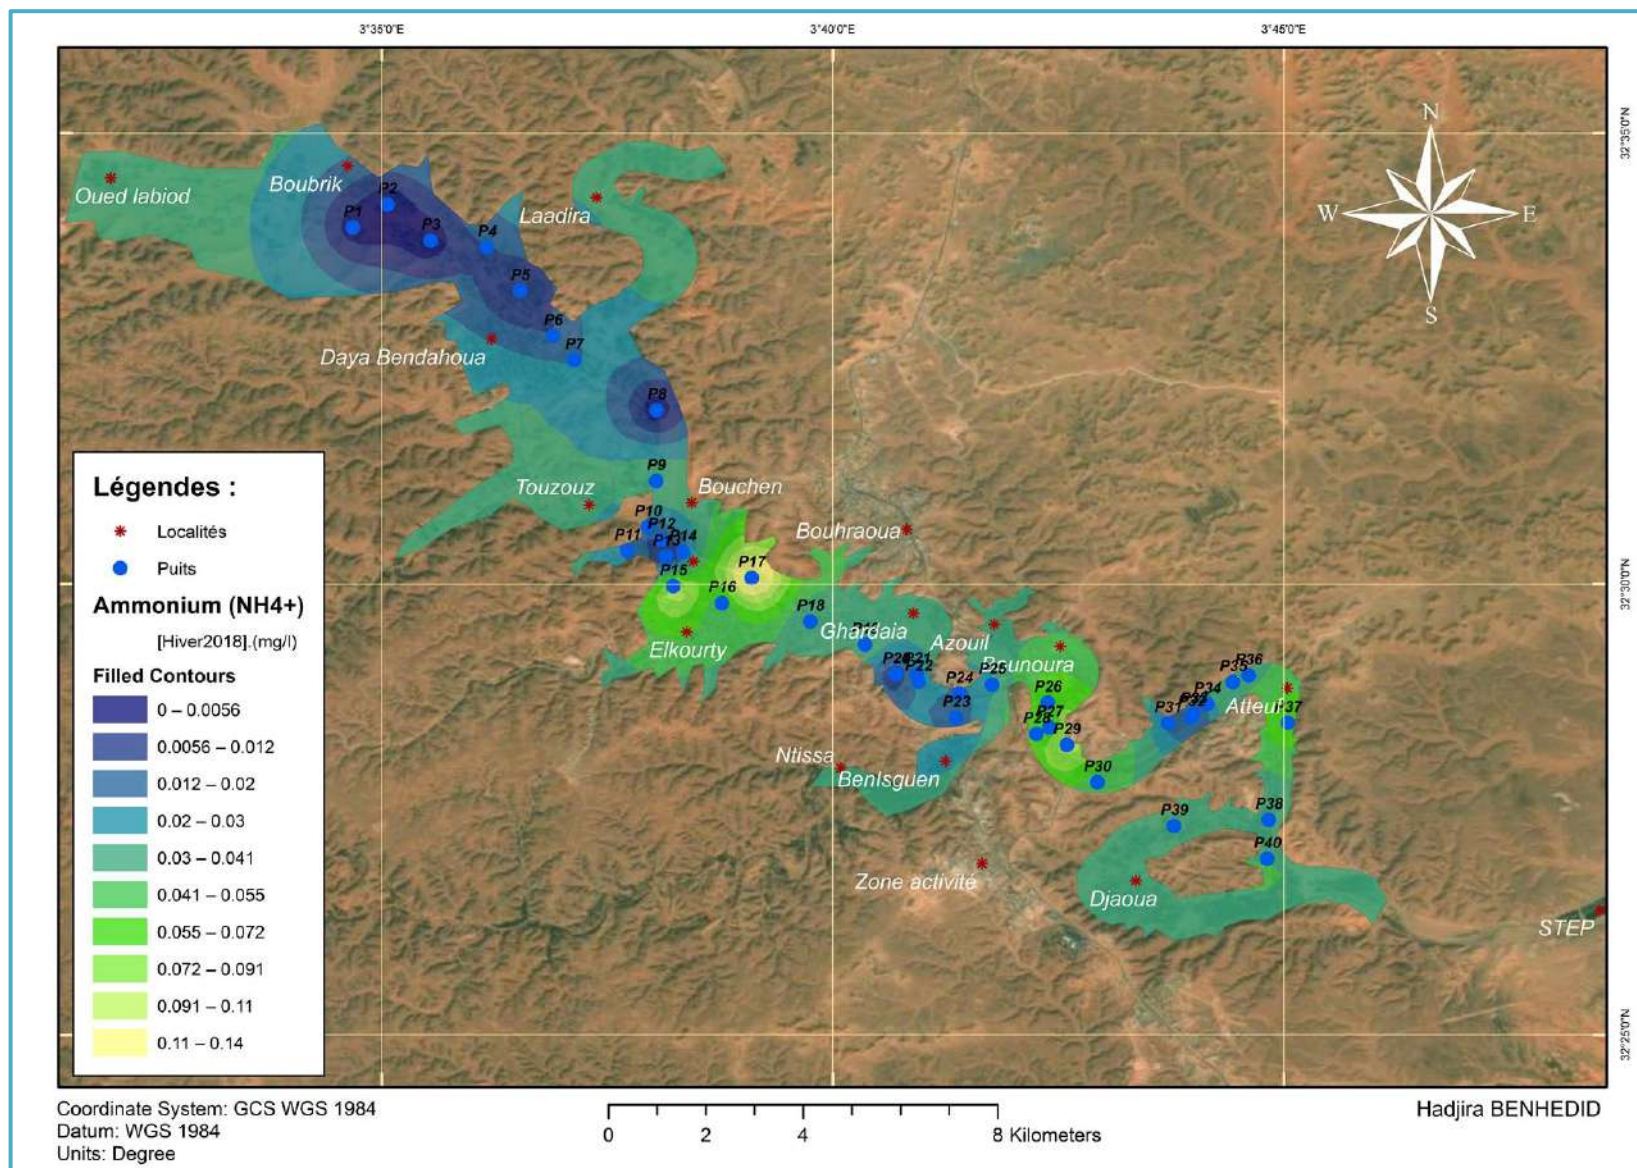 3°35'0"E
3°40'0"E
3°45'0"E
N
W
E
S
32°35'0"N
32°30'0"N
32°25'0"N
Oued labiod
Boubrik
P2
P1
P3
P4
Laadira
P5
P6
P7
Daya Bendahoua
P8
P9
Touzouz
Bouchen
P10
P12
P11
P13
P14
Bouhraoua
P15
P17
P16
P18
Elkourty
Ghardaia
Azouil
P20
P21
P22
P24
P25
P23
Bounoura
P26
P27
P28
P29
P30
P31
P32
P34
P35
P36
Atteuf
P37
Ntissa
BenIsguen
P39
P38
P40
Zone activité
Djaoua
STEP
Légendes :
Localités
Puits
Ammonium (NH4+)
[Hiver2018].(mg/l)
Filled Contours
0 – 0.0056
0.0056 – 0.012
0.012 – 0.02
0.02 – 0.03
0.03 – 0.041
0.041 – 0.055
0.055 – 0.072
0.072 – 0.091
0.091 – 0.11
0.11 – 0.14
Coordinate System: GCS WGS 1984
Datum: WGS 1984
Units: Degree
0 2 4 8 Kilometers
Hadjira BENHEDID